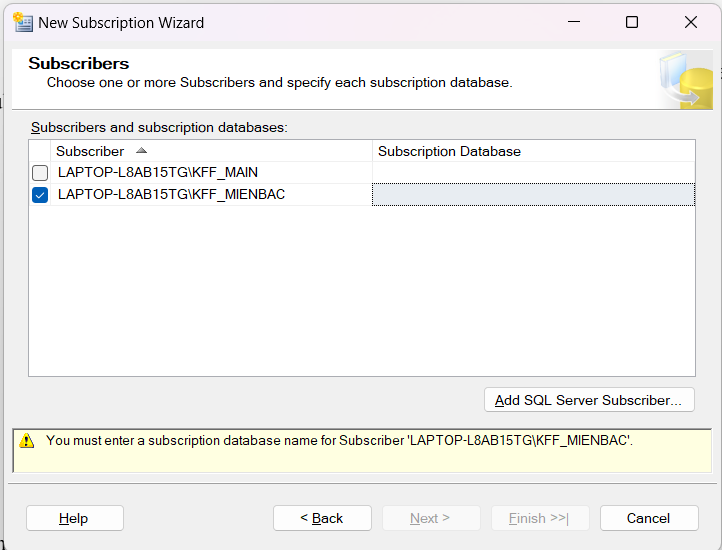 New Subscription Wizard
Subscribers
Choose one or more Subscribers and specify each subscription database.
Subscribers and subscription databases:
Subscriber Subscription Database
LAPTOP-L8AB15TG\KFF_MAIN
LAPTOP-L8AB15TG\KFF_MIENBAC
Add SQL Server Subscriber...
You must enter a subscription database name for Subscriber 'LAPTOP-L8AB15TG\KFF_MIENBAC'.
Help < Back Next > Finish >>| Cancel